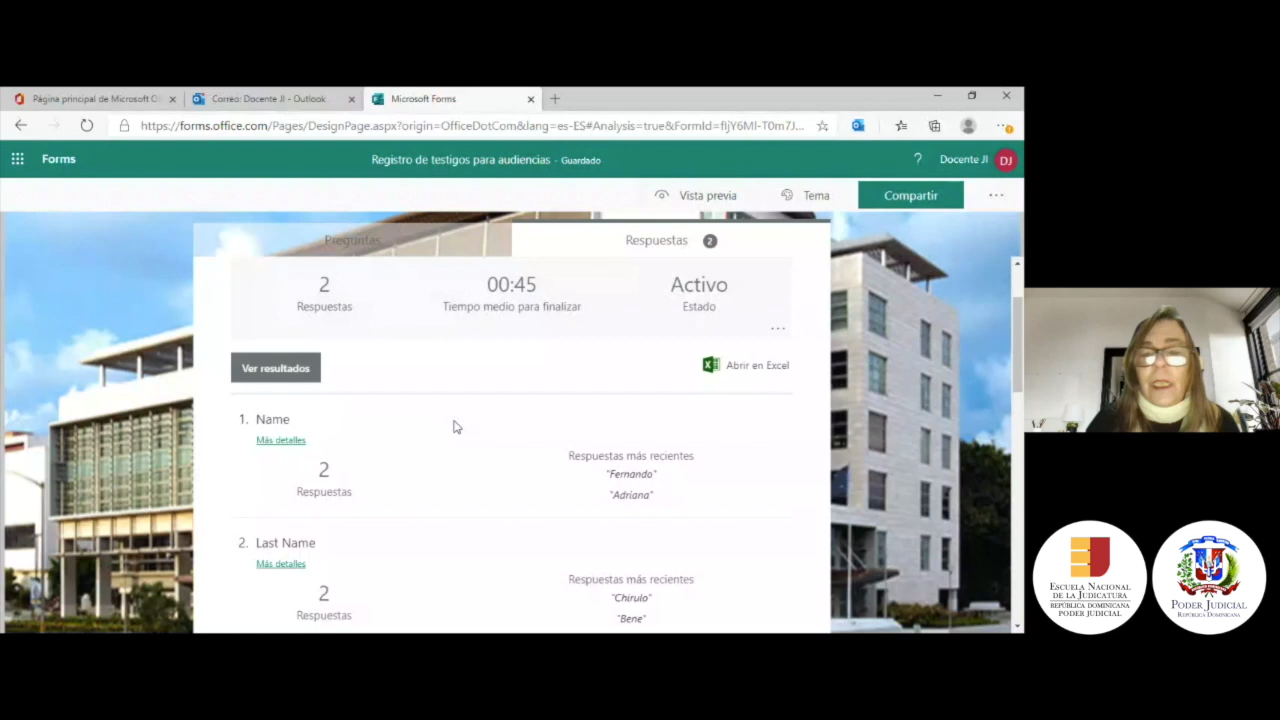 Página principal de Microsoft O
Correo: Docente JI - Outlook
Microsoft Forms
https://forms.office.com/Pages/DesignPage.aspx?origin=OfficeDotCom&lang=es-ES#Analysis=true&FormId=fIjY6MI-T0m7J...
Forms
Registro de testigos para audiencias - Guardado
?
Docente JI
DJ
Vista previa
Tema
Compartir
Preguntas
Respuestas
2
2
00:45
Activo
Respuestas
Tiempo medio para finalizar
Estado
Ver resultados
Abrir en Excel
1. Name
Más detalles
2
Respuestas
Respuestas más recientes
"Fernando"
"Adriana"
2. Last Name
Más detalles
2
Respuestas
Respuestas más recientes
"Chirulo"
"Bene"
ESCUELA NACIONAL
DE LA JUDICATURA
REPÚBLICA DOMINICANA
PODER JUDICIAL
PODER JUDICIAL
REPÚBLICA DOMINICANA